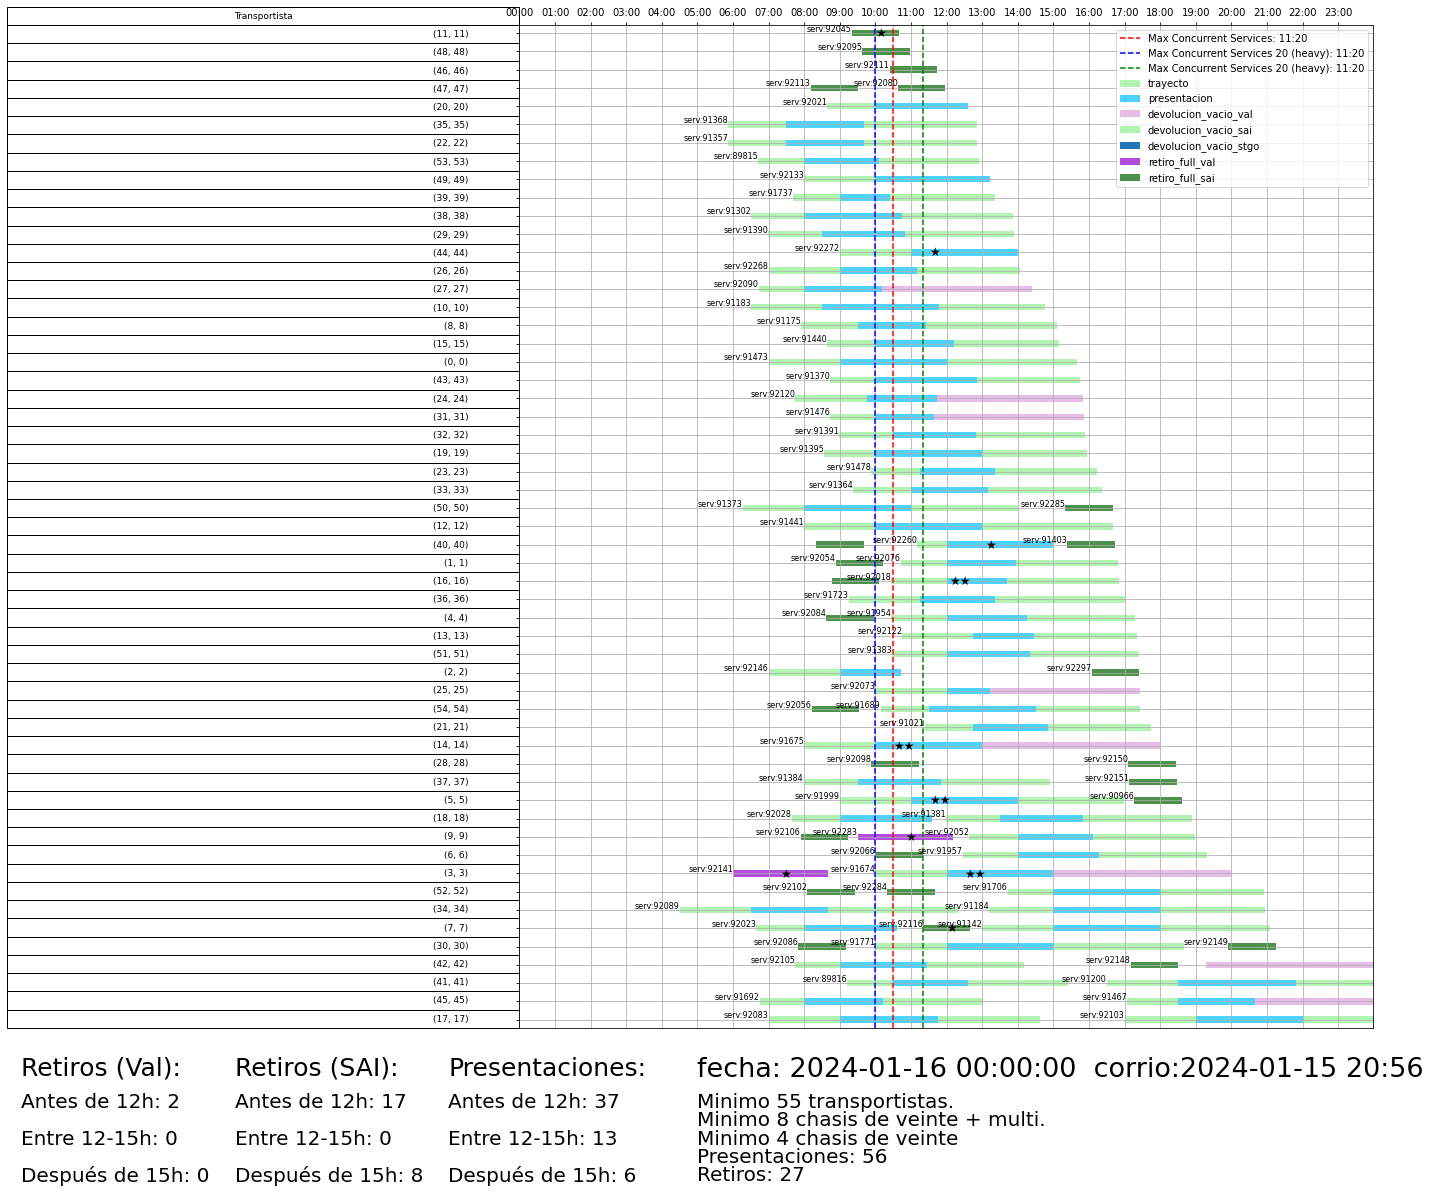 Transportista
00:00 01:00 02:00 03:00 04:00 05:00 06:00 07:00 08:00 09:00 10:00 11:00 12:00 13:00 14:00 15:00 16:00 17:00 18:00 19:00 20:00 21:00 22:00 23:00
Max Concurrent Services: 11:20
Max Concurrent Services 20 (heavy): 11:20
Max Concurrent Services 20 (heavy): 11:20
trayecto
presentacion
devolucion_vacio_val
devolucion_vacio_sai
devolucion_vacio_stgo
retiro_full_val
retiro_full_sai
(11, 11) serv:92045
(48, 48) serv:92095
(46, 46) serv:92111
(47, 47) serv:92113 serv:92080
(20, 20) serv:92021
(35, 35) serv:91368
(22, 22) serv:91357
(53, 53) serv:89815
(49, 49) serv:92133
(39, 39) serv:91737
(38, 38) serv:91302
(29, 29) serv:91390
(44, 44) serv:92272
(26, 26) serv:92268
(27, 27) serv:92090
(10, 10) serv:91183
(8, 8) serv:91175
(15, 15) serv:91440
(0, 0) serv:91473
(43, 43) serv:91370
(24, 24) serv:92120
(31, 31) serv:91476
(32, 32) serv:91391
(19, 19) serv:91395
(23, 23) serv:91478
(33, 33) serv:91364
(50, 50) serv:91373 serv:92285
(12, 12) serv:91441
(40, 40) serv:92260 serv:91403
(1, 1) serv:92054 serv:92076
(16, 16) serv:92018
(36, 36) serv:91723
(4, 4) serv:92084 serv:91954
(13, 13) serv:92122
(51, 51) serv:91383
(2, 2) serv:92146 serv:92297
(25, 25) serv:92073
(54, 54) serv:92056 serv:91689
(21, 21) serv:91021
(14, 14) serv:91675
(28, 28) serv:92098 serv:92150
(37, 37) serv:91384 serv:92151
(5, 5) serv:91999 serv:90966
(18, 18) serv:92028 serv:91381
(9, 9) serv:92106 serv:92283 serv:92052
(6, 6) serv:92066 serv:91957
(3, 3) serv:92141 serv:91674
(52, 52) serv:92102 serv:92284 serv:91706
(34, 34) serv:92089 serv:91184
(7, 7) serv:92023 serv:92116 serv:91142
(30, 30) serv:92086 serv:91771 serv:92149
(42, 42) serv:92105 serv:92148
(41, 41) serv:89816 serv:91200
(45, 45) serv:91692 serv:91467
(17, 17) serv:92083 serv:92103
Retiros (Val):
Antes de 12h: 2
Entre 12-15h: 0
Después de 15h: 0
Retiros (SAI):
Antes de 12h: 17
Entre 12-15h: 0
Después de 15h: 8
Presentaciones:
Antes de 12h: 37
Entre 12-15h: 13
Después de 15h: 6
fecha: 2024-01-16 00:00:00 corrio:2024-01-15 20:56
Minimo 55 transportistas.
Minimo 8 chasis de veinte + multi.
Minimo 4 chasis de veinte
Presentaciones: 56
Retiros: 27